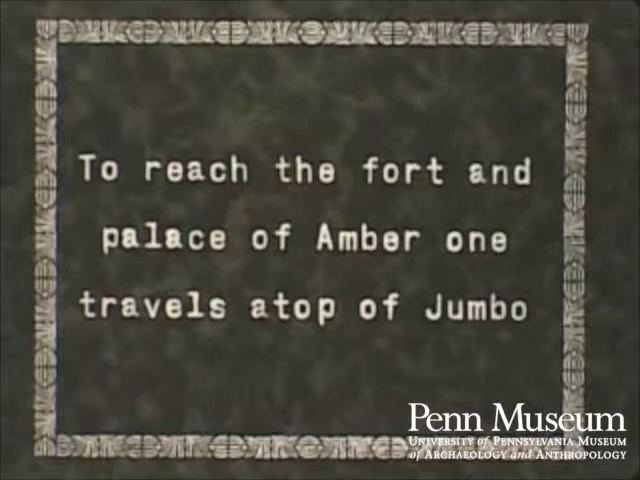 To reach the fort and
palace of Amber one
travels atop of Jumbo
Penn Museum
University of Pennsylvania Museum
of Archaeology and Anthropology